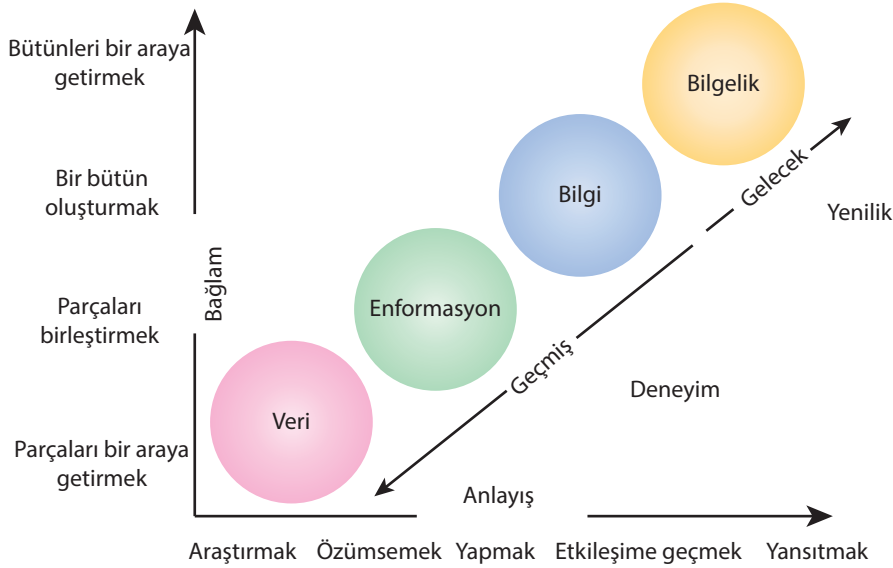 Bütünleri bir araya
getirmek
Bilgelik
Bir bütün
oluşturmak
Bilgi
Gelecek
Yenilik
Bağlam
Parçaları
birleştirmek
Enformasyon
Geçmiş
Deneyim
Veri
Parçaları bir araya
getirmek
Anlayış
Araştırmak Özümsemek Yapmak Etkileşime geçmek Yansıtmak